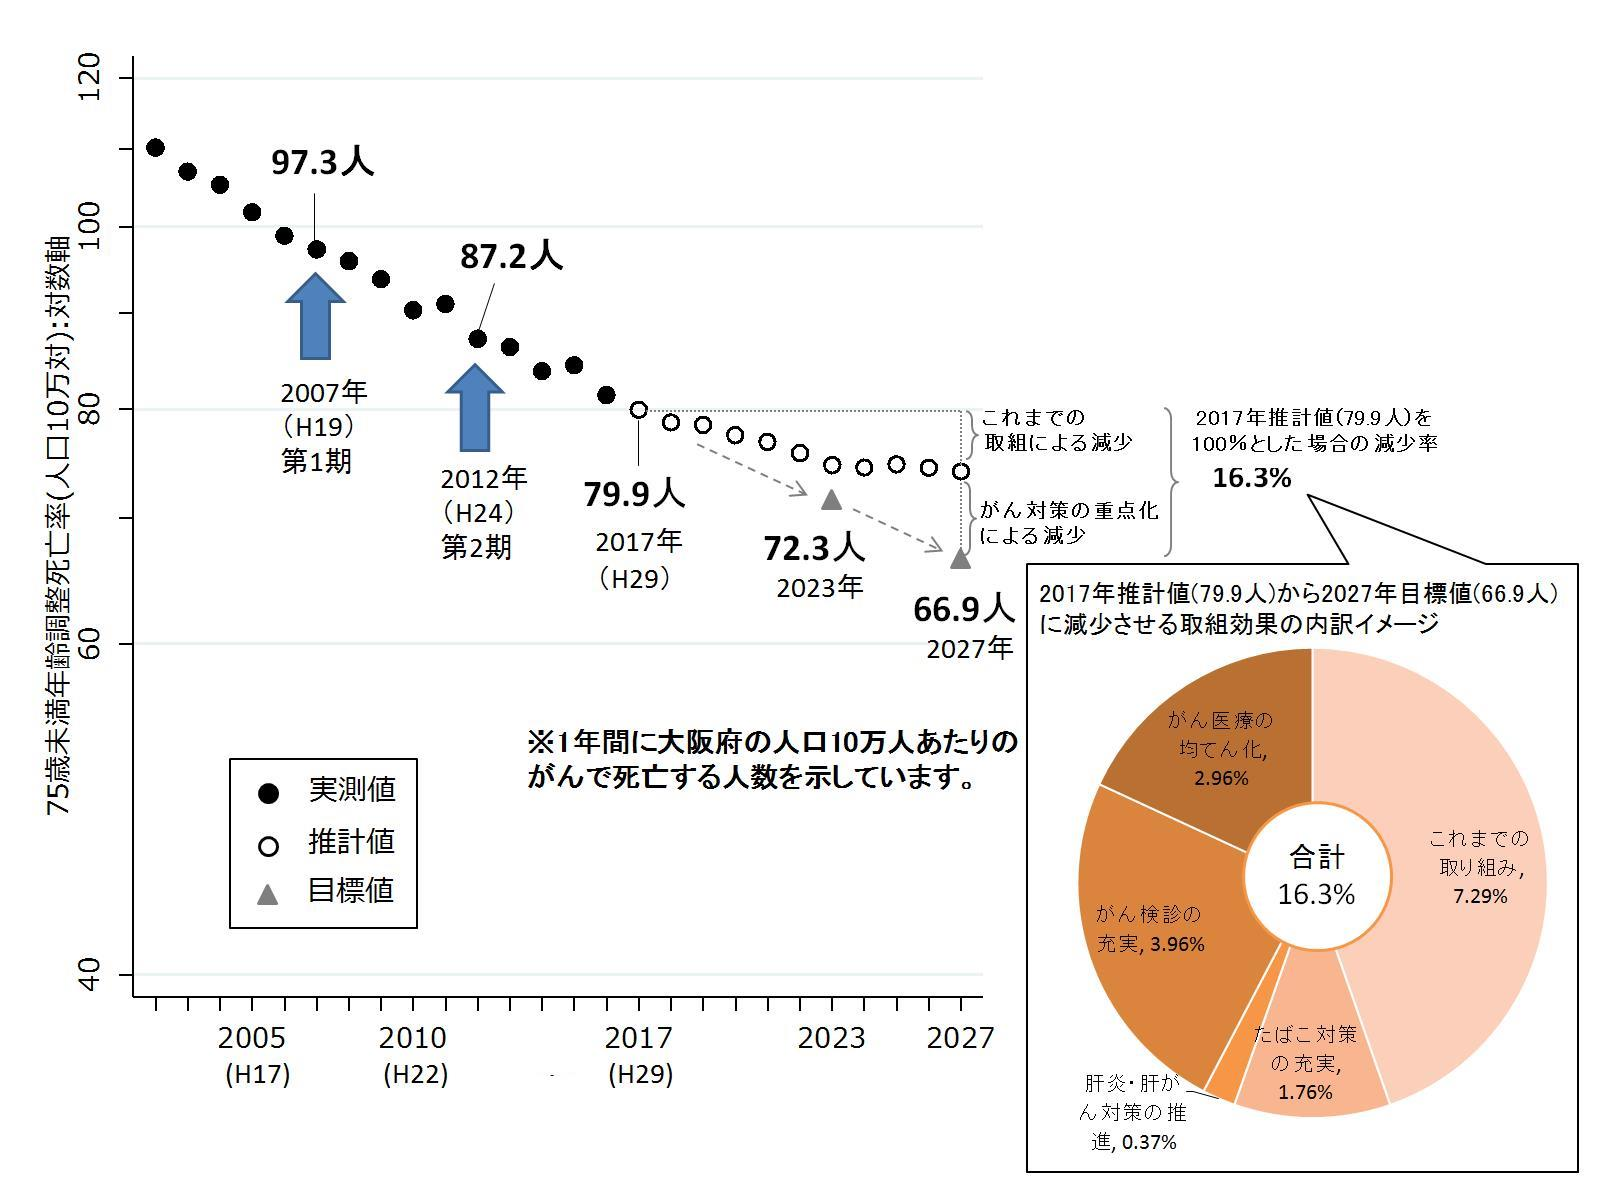 120
100
80
60
40
75歳未満年齢調整死亡率(人口10万対):対数軸
97.3人
87.2人
2007年
(H19)
第1期
2012年
(H24)
第2期
79.9人
2017年
(H29)
72.3人
2023年
66.9人
2027年
これまでの
取組による減少
がん対策の重点化
による減少
2017年推計値(79.9人)を
100%とした場合の減少率
16.3%
※1年間に大阪府の人口10万人あたりの
がんで死亡する人数を示しています。
実測値
推計値
目標値
2005
(H17)
2010
(H22)
2017
(H29)
2023
2027
2017年推計値(79.9人)から2027年目標値(66.9人)
に減少させる取組効果の内訳イメージ
がん医療の
均てん化,
2.96%
これまでの
取り組み,
7.29%
合計
16.3%
がん検診の
充実, 3.96%
たばこ対策
の充実,
1.76%
肝炎・肝が
ん対策の推
進, 0.37%